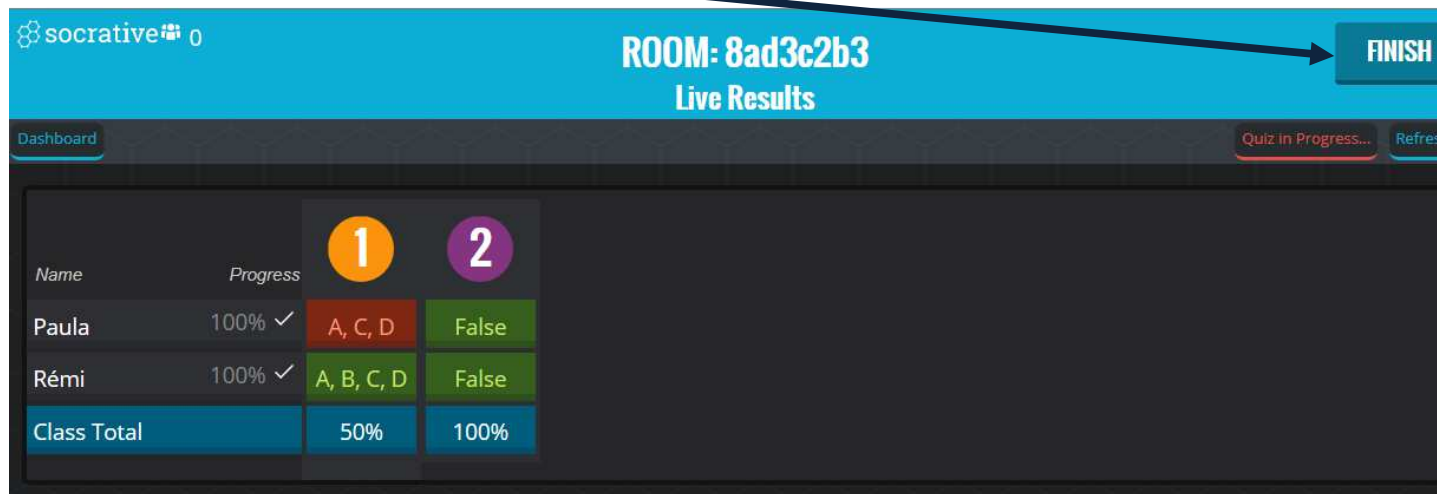 socrative 0
ROOM: 8ad3c2b3
FINISH
Live Results
Dashboard
Quiz in Progress... Refres
Name Progress 1 2
Paula 100% A, C, D False
Rémi 100% A, B, C, D False
Class Total 50% 100%